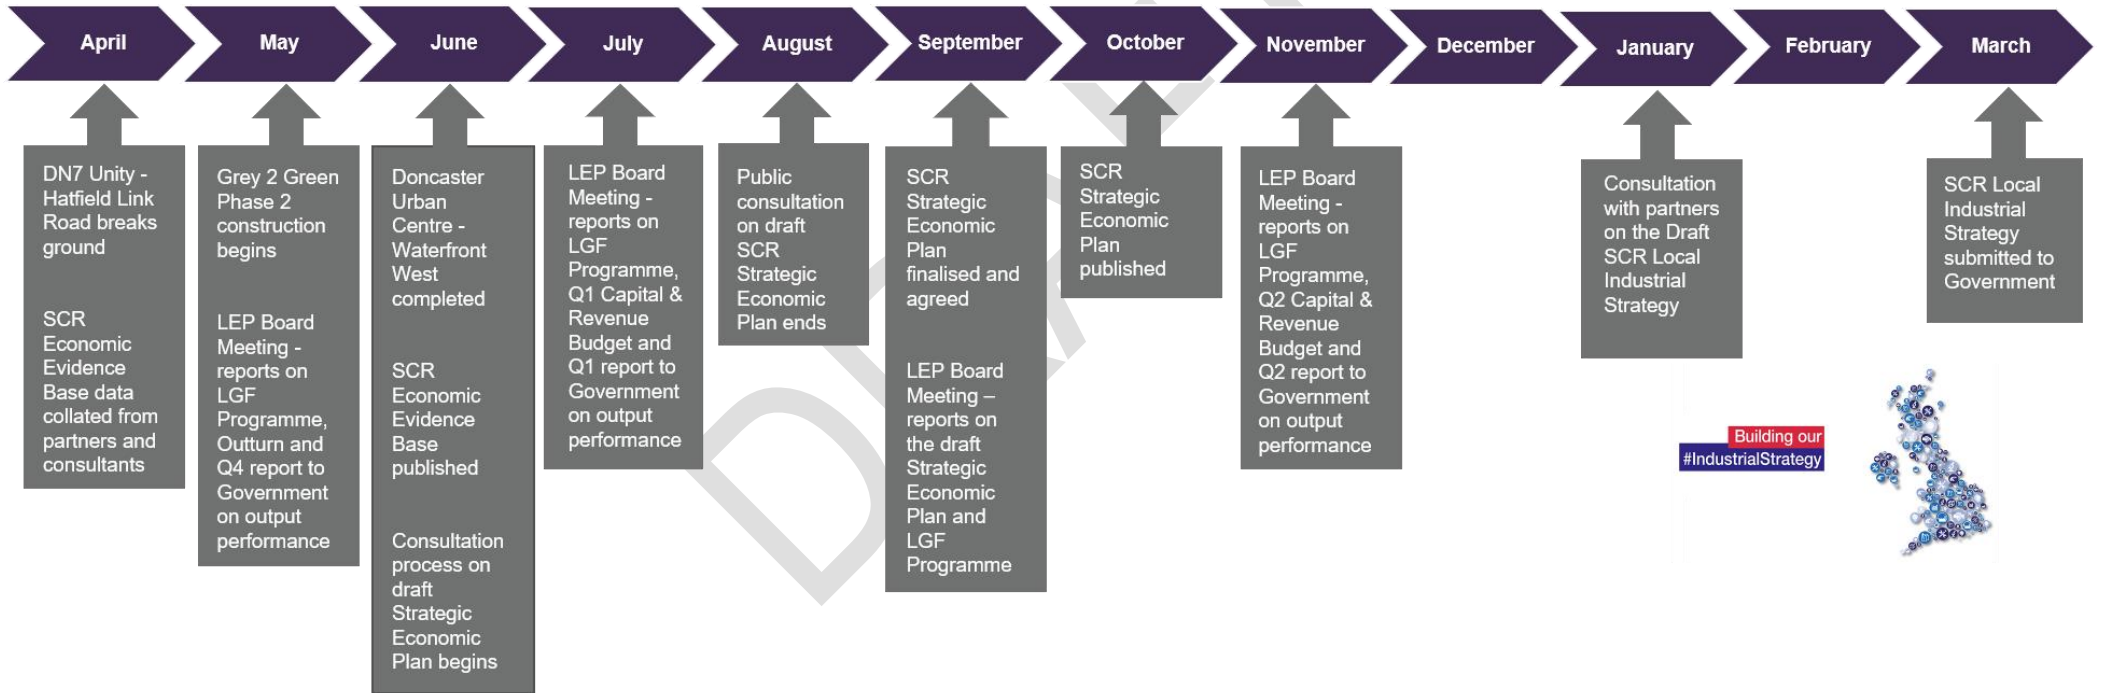 April
May
June
July
August
September
October
November
December
January
February
March
DN7 Unity -
Hatfield Link
Road breaks
ground
SCR
Economic
Evidence
Base data
collated from
partners and
consultants
Grey 2 Green
Phase 2
construction
begins
LEP Board
Meeting -
reports on
LGF
Programme,
Outturn and
Q4 report to
Government
on output
performance
Doncaster
Urban
Centre -
Waterfront
West
completed
SCR
Economic
Evidence
Base
published
Consultation
process on
draft
Strategic
Economic
Plan begins
LEP Board
Meeting -
reports on
LGF
Programme,
Q1 Capital &
Revenue
Budget and
Q1 report to
Government
on output
performance
Public
consultation
on draft
SCR
Strategic
Economic
Plan ends
SCR
Strategic
Economic
Plan
finalised and
agreed
LEP Board
Meeting –
reports on
the draft
Strategic
Economic
Plan and
LGF
Programme
SCR
Strategic
Economic
Plan
published
LEP Board
Meeting -
reports on
LGF
Programme,
Q2 Capital &
Revenue
Budget and
Q2 report to
Government
on output
performance
Consultation
with partners
on the Draft
SCR Local
Industrial
Strategy
SCR Local
Industrial
Strategy
submitted to
Government
Building our
#IndustrialStrategy